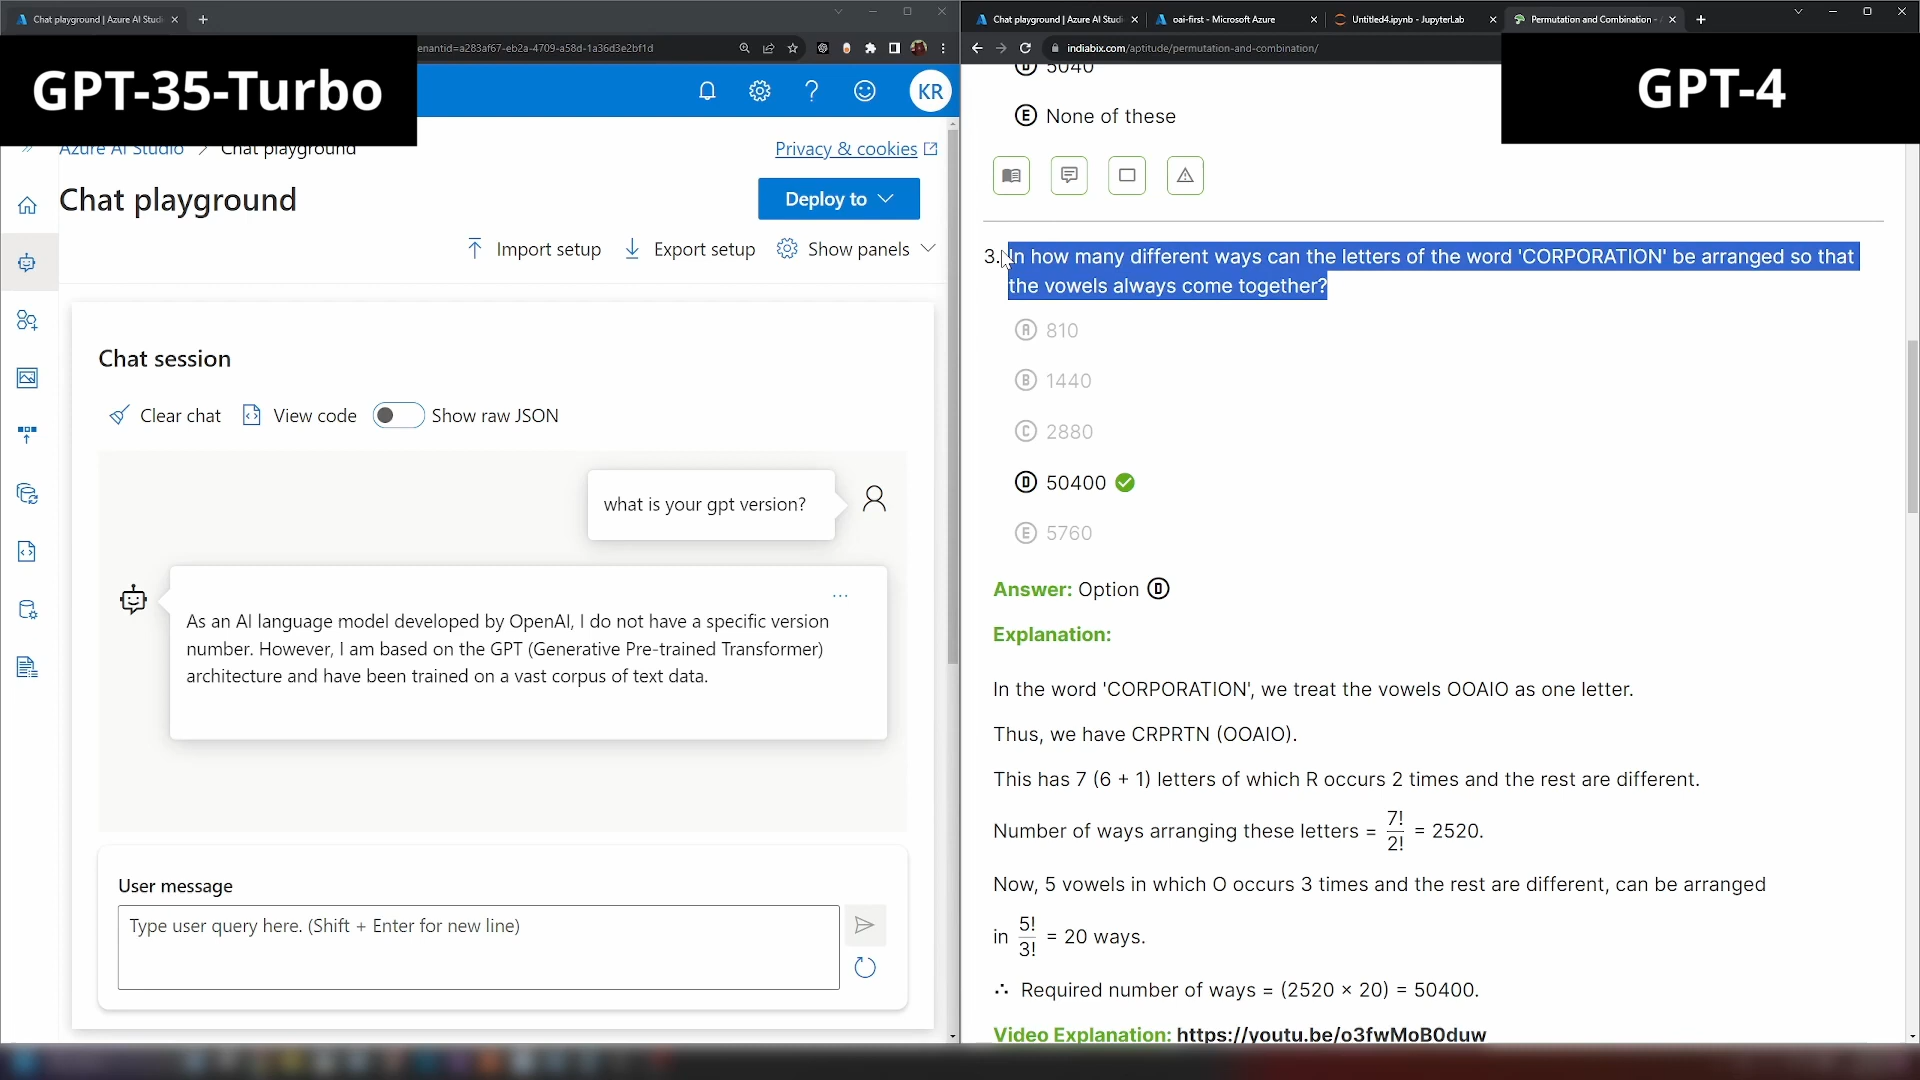 Chat playground | Azure AI Studi
GPT-35-Turbo
enantid=a283af67-eb2a-4709-a58d-1a36d3e2bf1d
KR
Azure AI Studio > Chat playground
Privacy & cookies
Chat playground
Deploy to
Import setup
Export setup
Show panels
Chat session
Clear chat
View code
Show raw JSON
what is your gpt version?
...
As an AI language model developed by OpenAI, I do not have a specific version
number. However, I am based on the GPT (Generative Pre-trained Transformer)
architecture and have been trained on a vast corpus of text data.
User message
Type user query here. (Shift + Enter for new line)
Chat playground | Azure AI Studi
oai-first - Microsoft Azure
Untitled4.ipynb - JupyterLab
Permutation and Combination -
indiabix.com/aptitude/permutation-and-combination/
GPT-4
D 5040
E None of these
3. In how many different ways can the letters of the word 'CORPORATION' be arranged so that
the vowels always come together?
A 810
B 1440
C 2880
D 50400
E 5760
Answer: Option D
Explanation:
In the word 'CORPORATION', we treat the vowels OOAIO as one letter.
Thus, we have CRPRTN (OOAIO).
This has 7 (6 + 1) letters of which R occurs 2 times and the rest are different.
Number of ways arranging these letters = 7!/2! = 2520.
Now, 5 vowels in which O occurs 3 times and the rest are different, can be arranged
in 5!/3! = 20 ways.
∴ Required number of ways = (2520 × 20) = 50400.
Video Explanation: https://youtu.be/o3fwMoB0duw